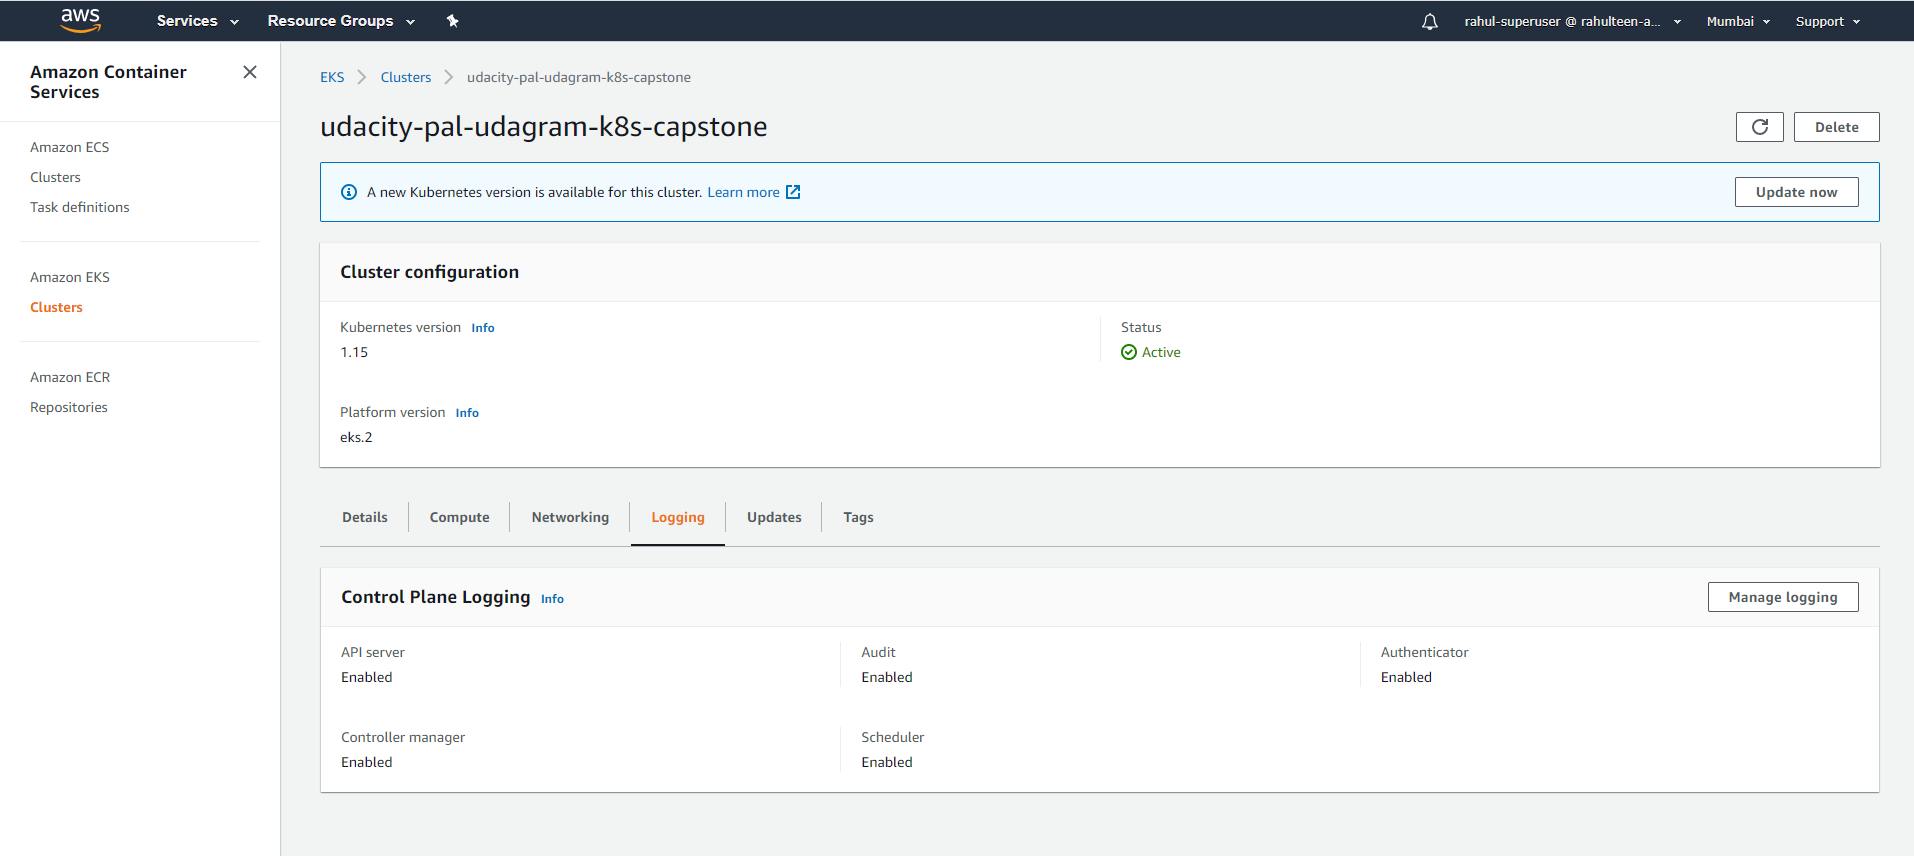 aws Services Resource Groups rahul-superuser @ rahulteen-a... Mumbai Support
Amazon Container
Services
Amazon ECS
Clusters
Task definitions
Amazon EKS
Clusters
Amazon ECR
Repositories
EKS Clusters udacity-pal-udagram-k8s-capstone
udacity-pal-udagram-k8s-capstone
Delete
A new Kubernetes version is available for this cluster. Learn more
Update now
Cluster configuration
Kubernetes version Info
1.15
Status
Active
Platform version Info
eks.2
Details Compute Networking Logging Updates Tags
Control Plane Logging Info
Manage logging
API server
Enabled
Audit
Enabled
Authenticator
Enabled
Controller manager
Enabled
Scheduler
Enabled